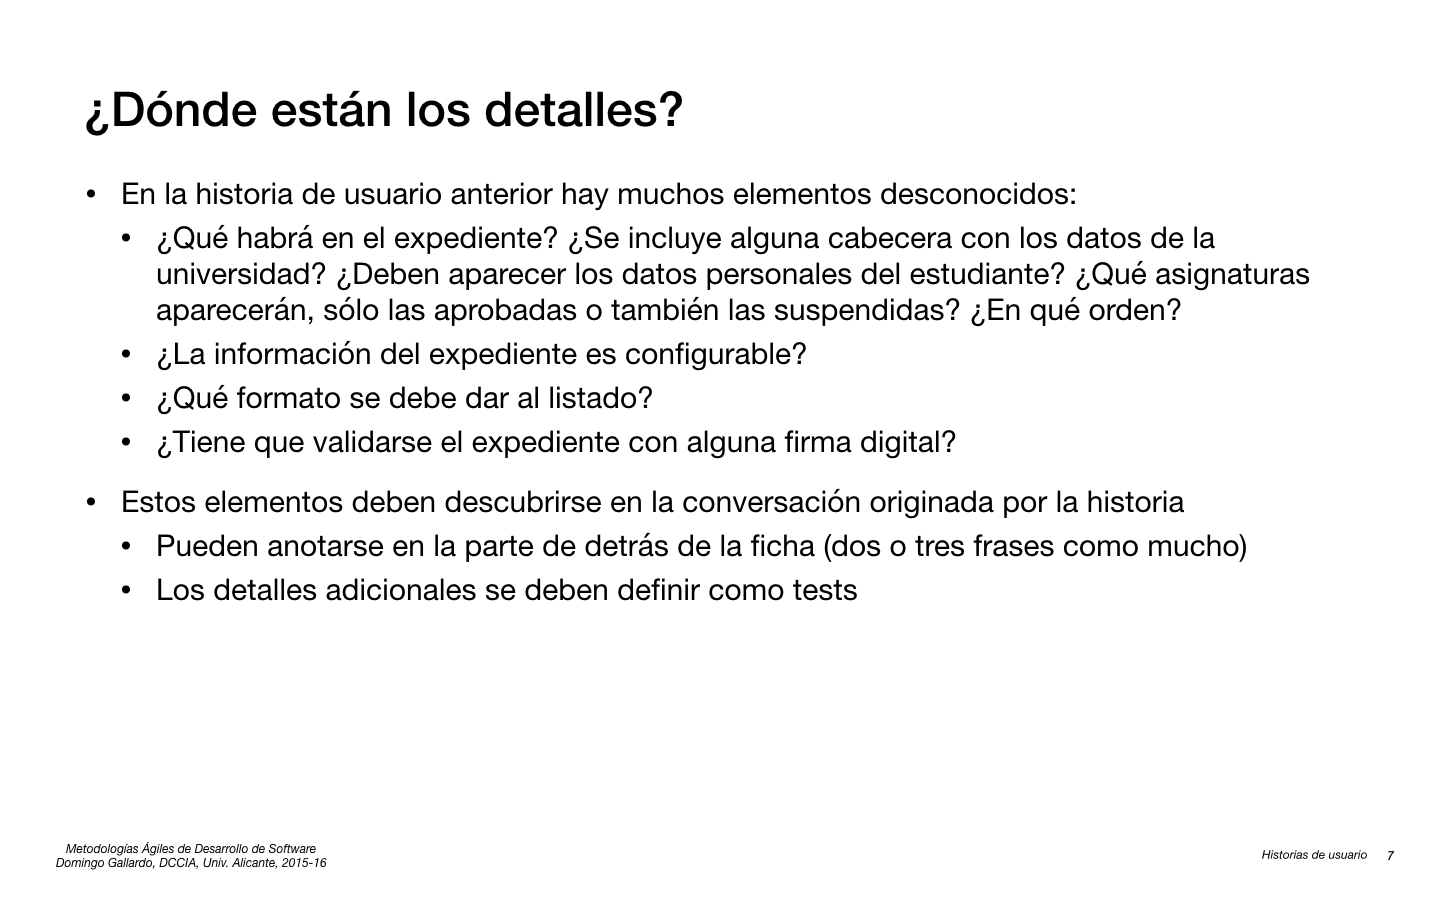 ¿Dónde están los detalles?
• En la historia de usuario anterior hay muchos elementos desconocidos:
• ¿Qué habrá en el expediente? ¿Se incluye alguna cabecera con los datos de la
universidad? ¿Deben aparecer los datos personales del estudiante? ¿Qué asignaturas
aparecerán, sólo las aprobadas o también las suspendidas? ¿En qué orden?
• ¿La información del expediente es configurable?
• ¿Qué formato se debe dar al listado?
• ¿Tiene que validarse el expediente con alguna firma digital?
• Estos elementos deben descubrirse en la conversación originada por la historia
• Pueden anotarse en la parte de detrás de la ficha (dos o tres frases como mucho)
• Los detalles adicionales se deben definir como tests
Metodologías Ágiles de Desarrollo de Software
Domingo Gallardo, DCCIA, Univ. Alicante, 2015-16
Historias de usuario 7